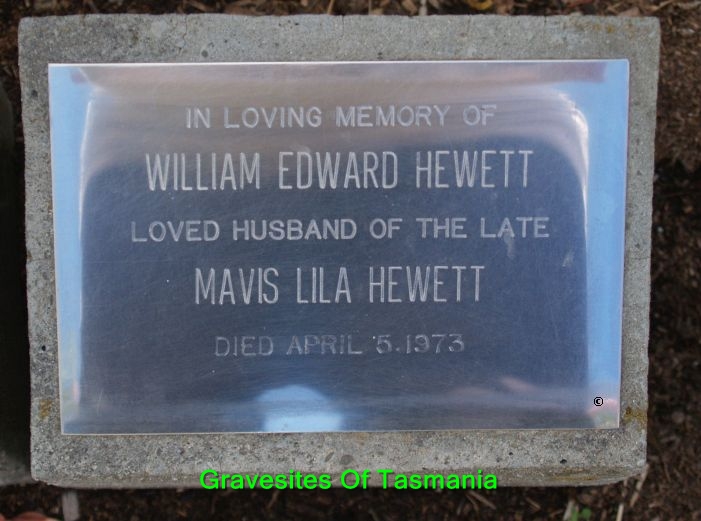 IN LOVING MEMORY OF
WILLIAM EDWARD HEWETT
LOVED HUSBAND OF THE LATE
MAVIS LILA HEWETT
DIED APRIL 5.1973
©
Gravesites Of Tasmania